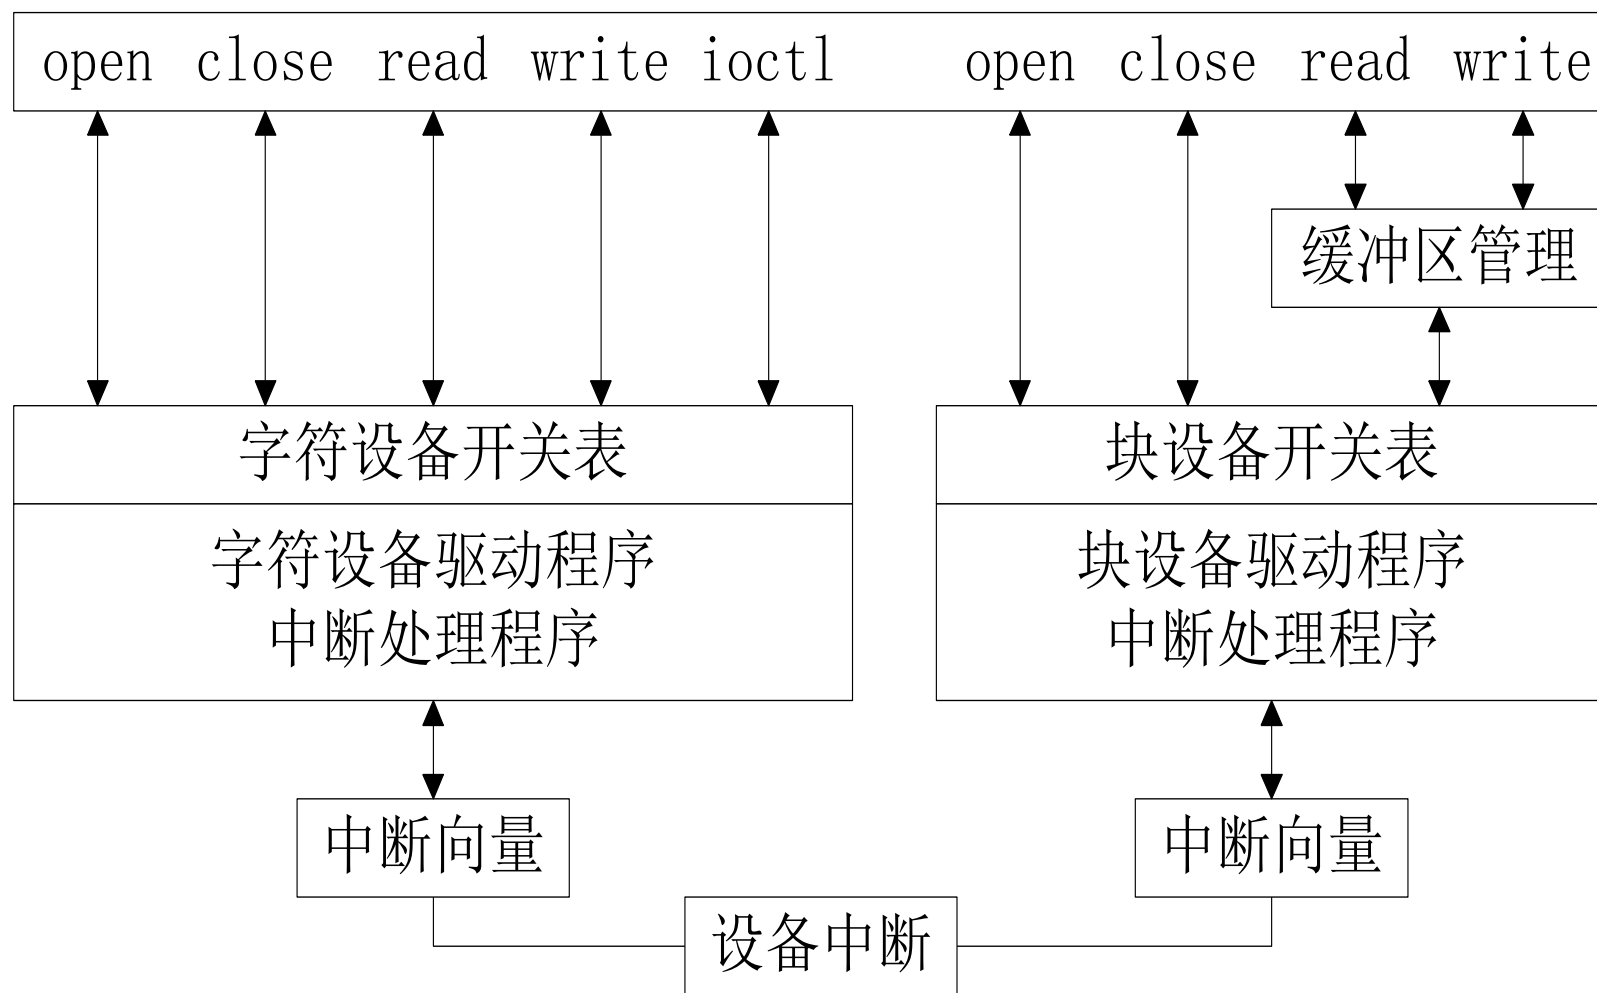 open close read write ioctl open close read write
缓冲区管理
字符设备开关表 块设备开关表
字符设备驱动程序 块设备驱动程序
中断处理程序 中断处理程序
中断向量 中断向量
设备中断